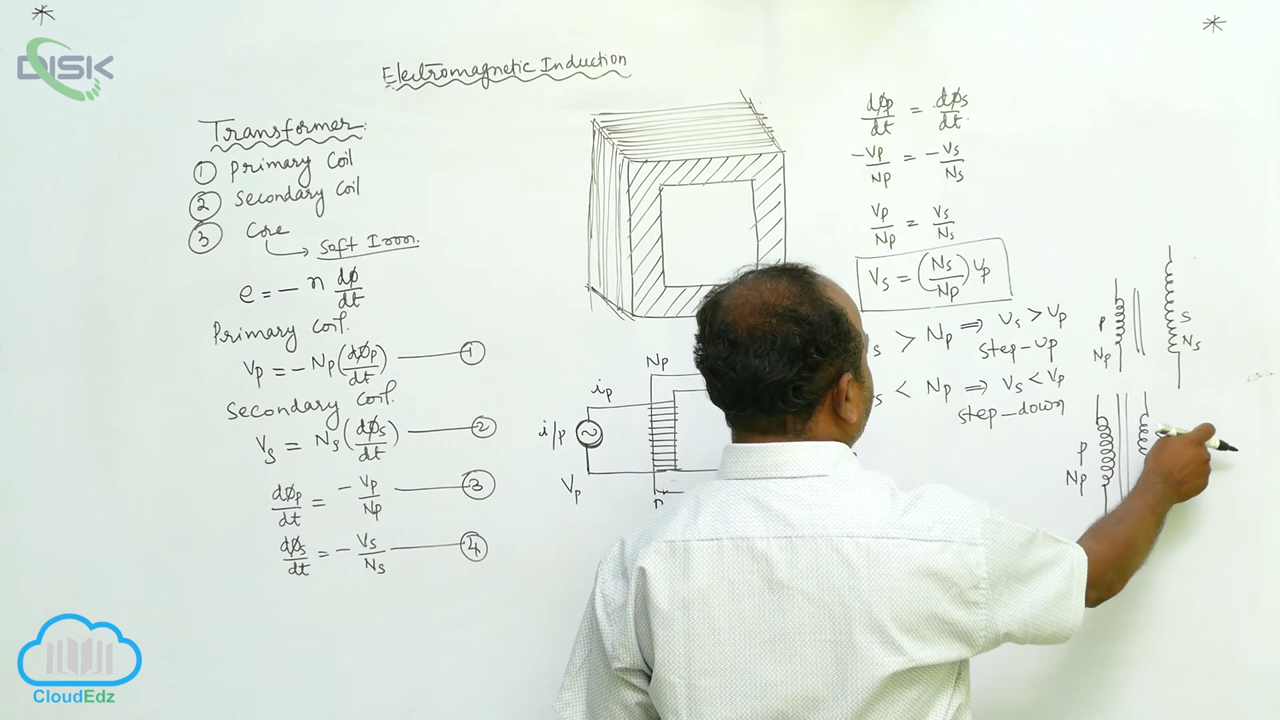 DISK
Electromagnetic Induction
Transformer:
① Primary Coil
② Secondary Coil
③ Core
Soft Iron.
e = - n dφ/dt
Primary coil.
Vp = - Np (dφp/dt) ①
Secondary coil.
Vs = Ns (dφs/dt) ②
dφp/dt = - Vp/Np ③
dφs/dt = - Vs/Ns ④
Np
ip
i/p
Vp
P
dφp/dt = dφs/dt
-Vp/Np = -Vs/Ns
Vp/Np = Vs/Ns
Vs = (Ns/Np) Vp
s > Np ⇒ Vs > Vp
step-up
s < Np ⇒ Vs < Vp
step-down
P
Np
S
Ns
P
Np
CloudEdz